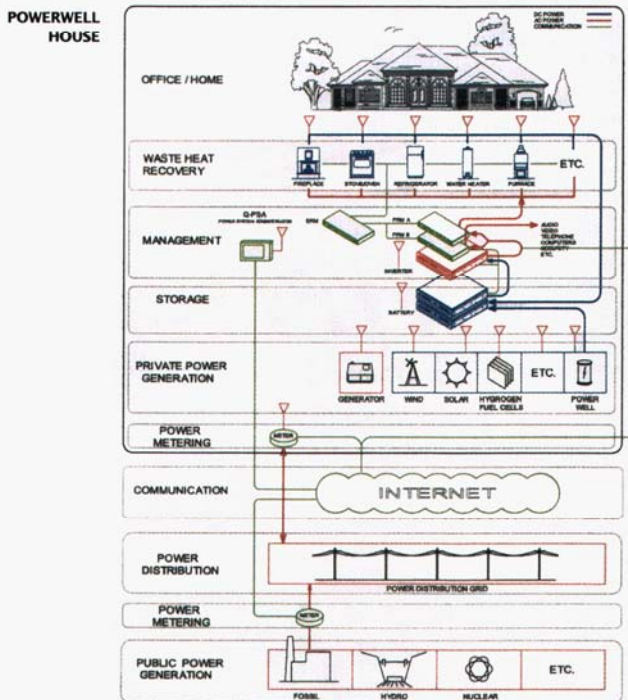 POWERWELL
HOUSE
DC POWER
AC POWER
COMMUNICATION
OFFICE / HOME
WASTE HEAT
RECOVERY
FIREPLACE
STOVE/OVEN
REFRIGERATOR
WATER HEATER
FURNACE
ETC.
G-PSA
POWER SYSTEM ADMINISTRATOR
MANAGEMENT
PRM A
PRM B
INVERTER
AUDIO
VIDEO
TELEPHONE
COMPUTERS
SECURITY
ETC.
STORAGE
BATTERY
PRIVATE POWER
GENERATION
GENERATOR
WIND
SOLAR
HYDROGEN
FUEL CELLS
ETC.
POWER
WELL
POWER
METERING
METER
COMMUNICATION
INTERNET
POWER
DISTRIBUTION
POWER DISTRIBUTION GRID
POWER
METERING
METER
PUBLIC POWER
GENERATION
FOSSIL
HYDRO
NUCLEAR
ETC.